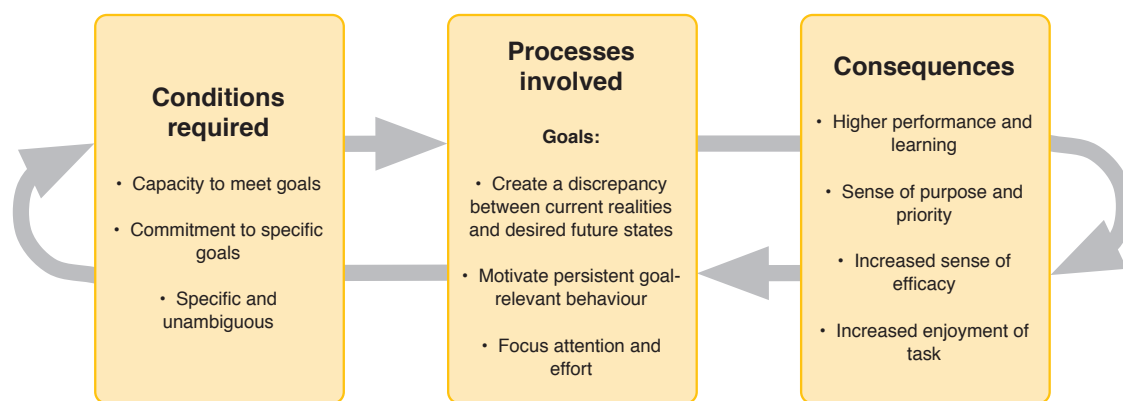 Conditions
required
• Capacity to meet goals
• Commitment to specific
goals
• Specific and
unambiguous
Processes
involved
Goals:
• Create a discrepancy
between current realities
and desired future states
• Motivate persistent goal-
relevant behaviour
• Focus attention and
effort
Consequences
• Higher performance and
learning
• Sense of purpose and
priority
• Increased sense of
efficacy
• Increased enjoyment of
task